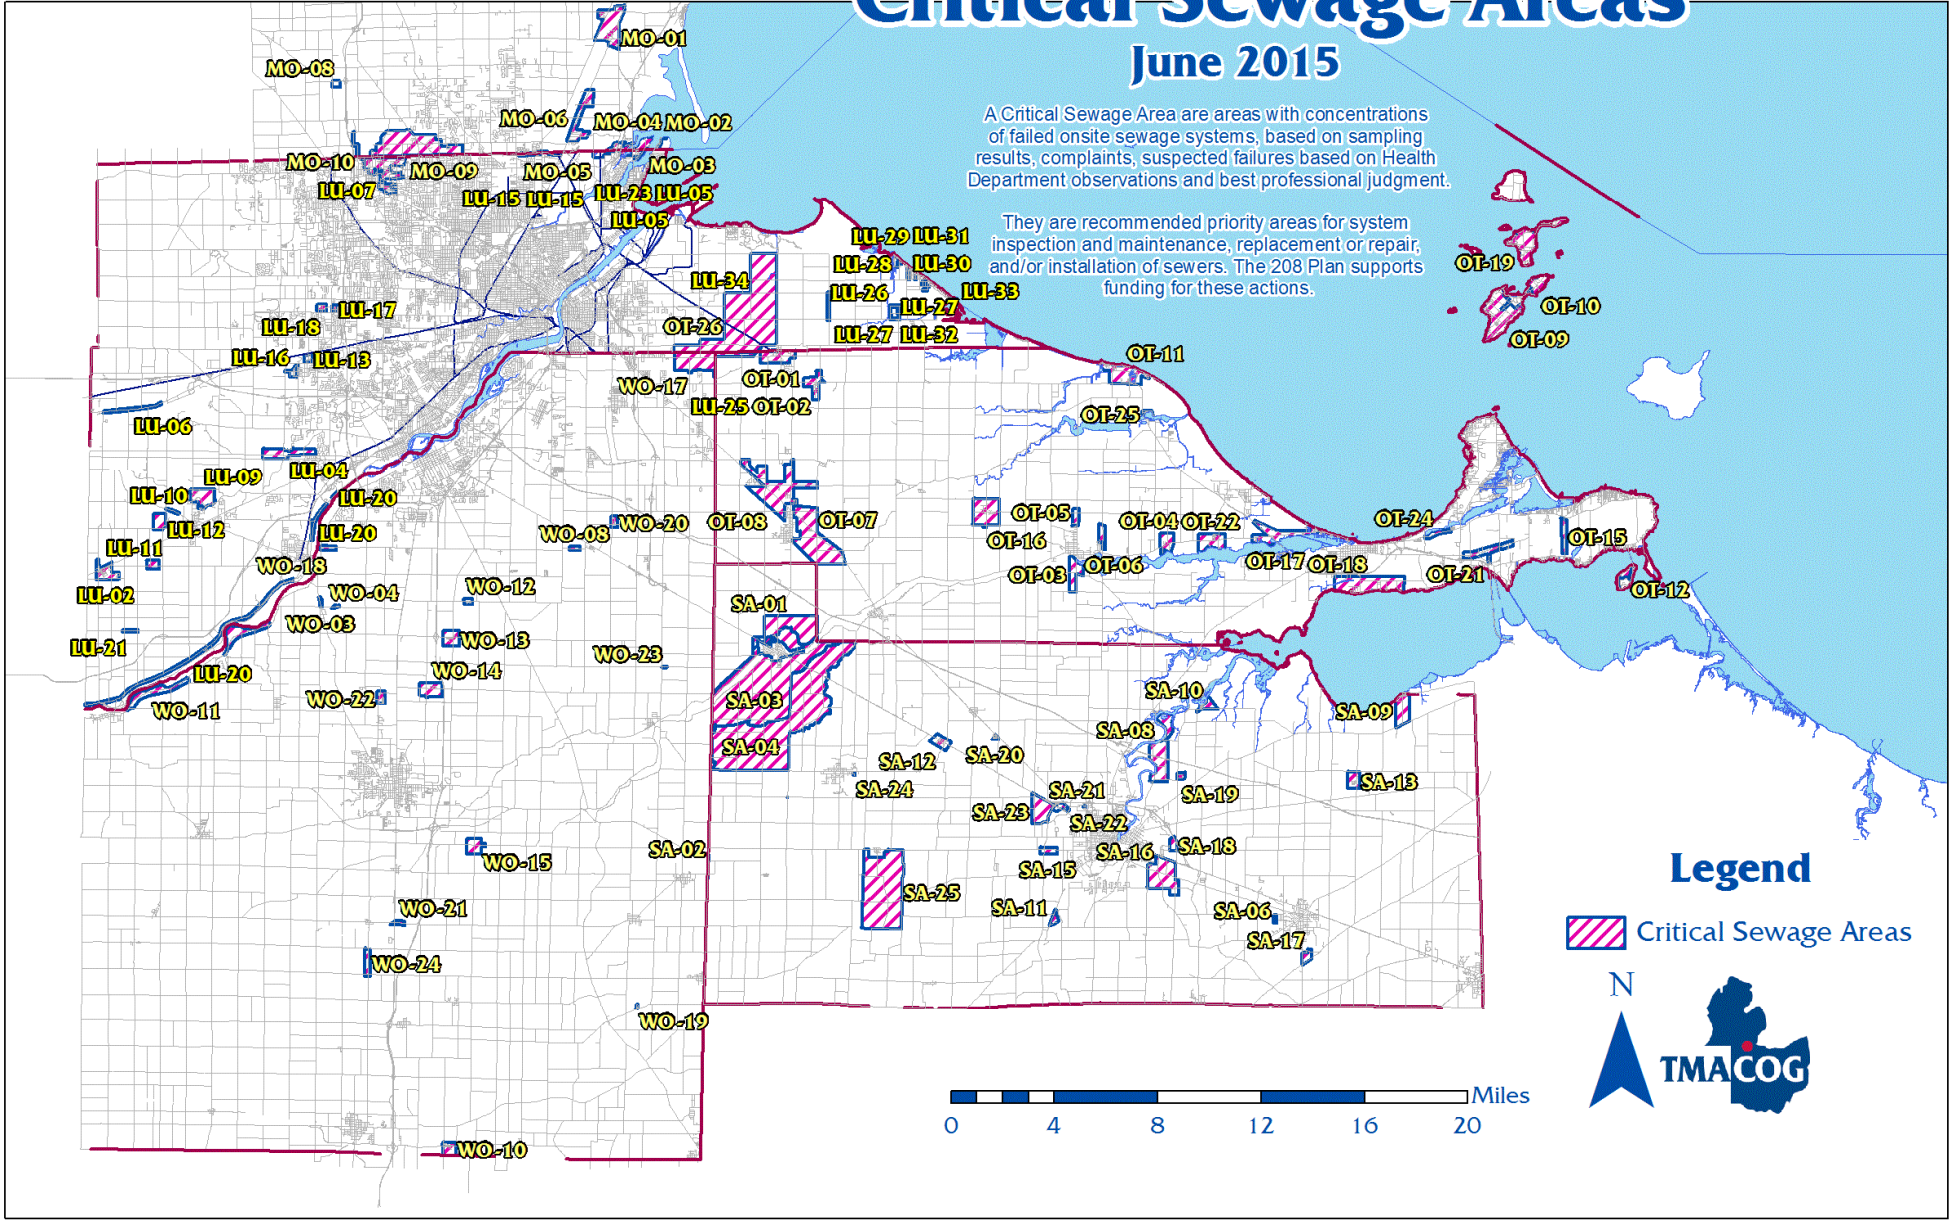 Critical Sewage Areas
June 2015
A Critical Sewage Area are areas with concentrations
of failed onsite sewage systems, based on sampling
results, complaints, suspected failures based on Health
Department observations and best professional judgment.
They are recommended priority areas for system
inspection and maintenance, replacement or repair,
and/or installation of sewers. The 208 Plan supports
funding for these actions.
MO-01
MO-08
MO-06
MO-04 MO-02
MO-10
MO-09
MO-05
MO-03
LU-07
LU-15 LU-15 LU-23 LU-05
LU-05
LU-29 LU-31
LU-28 LU-30
LU-34
LU-26
LU-33
LU-27
LU-27 LU-32
OT-26
LU-17
LU-18
LU-16
LU-13
OT-19
OT-10
OT-09
OT-11
WO-17
OT-01
LU-25 OT-02
OT-25
LU-06
LU-09
LU-04
LU-10
LU-20
LU-12
LU-20
LU-11
WO-18
LU-02
WO-08
WO-20
OT-08
OT-07
OT-05
OT-16
OT-04 OT-22
OT-24
OT-15
OT-03
OT-06
OT-17 OT-18
OT-21
OT-12
WO-04
WO-12
WO-03
WO-13
LU-21
LU-20
WO-14
WO-22
WO-11
WO-23
SA-01
SA-03
SA-04
SA-10
SA-09
SA-08
SA-12
SA-20
SA-24
SA-13
SA-21
SA-19
SA-23
SA-22
SA-16
SA-18
SA-15
SA-02
WO-15
SA-25
SA-11
SA-06
SA-17
WO-21
WO-24
WO-19
WO-10
Legend
Critical Sewage Areas
N
TMACOG
Miles
0 4 8 12 16 20